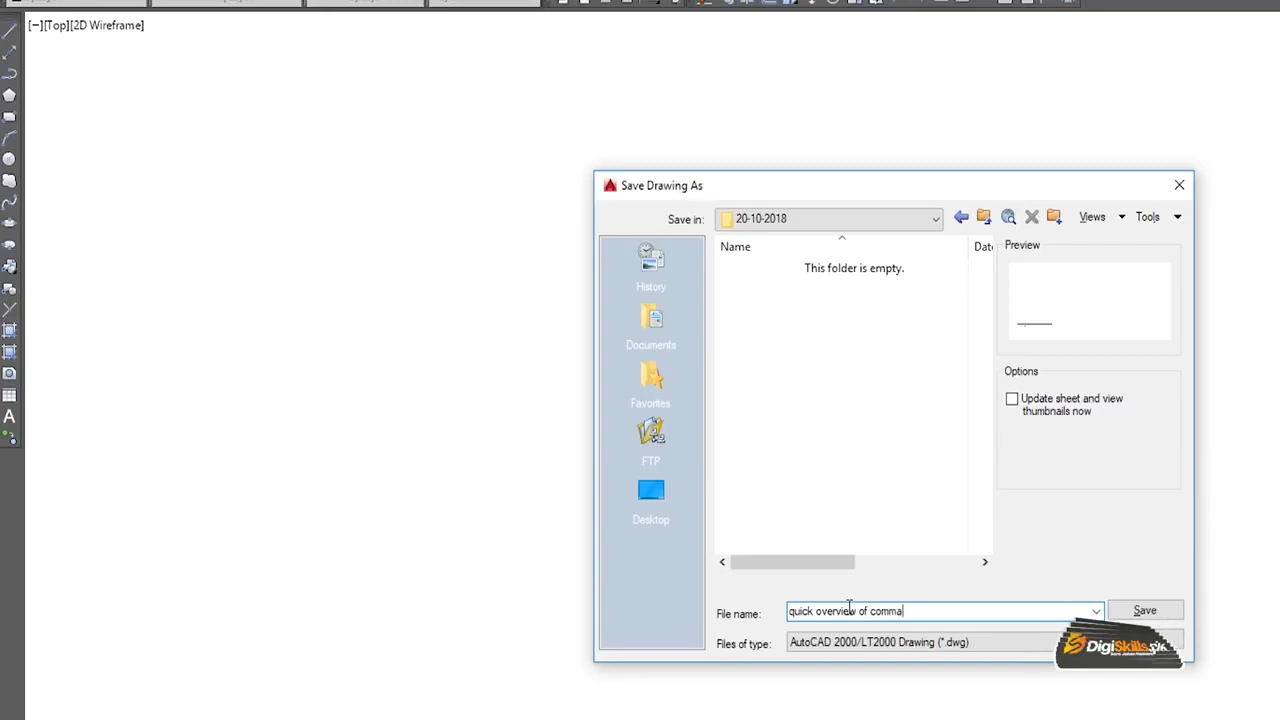 [−][Top][2D Wireframe]
Save Drawing As
Save in:
20-10-2018
Views
Tools
Name
Date
This folder is empty.
Preview
History
Documents
Favorites
FTP
Desktop
Options
Update sheet and view
thumbnails now
File name:
quick overview of comma
Save
Files of type:
AutoCAD 2000/LT2000 Drawing (*.dwg)
A
DigiSkills